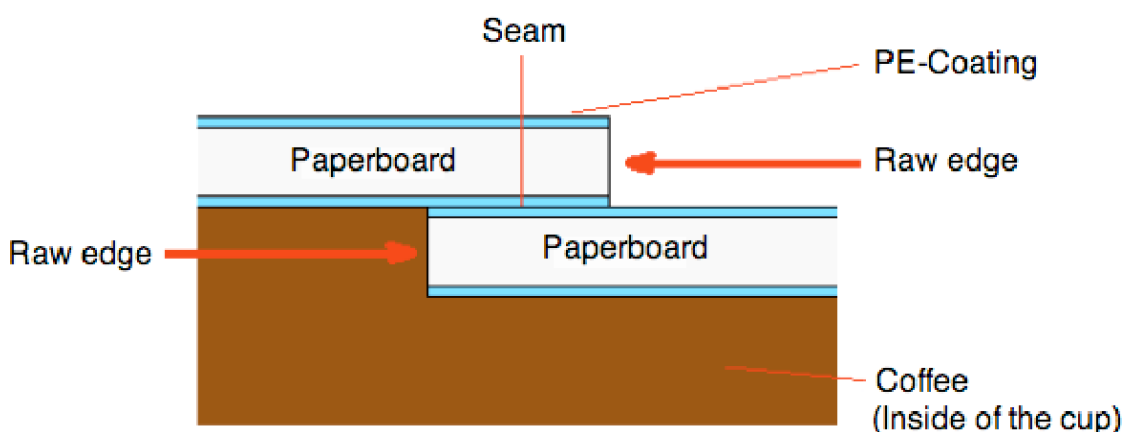 Seam
PE-Coating
Paperboard
Raw edge
Raw edge
Paperboard
Coffee
(Inside of the cup)